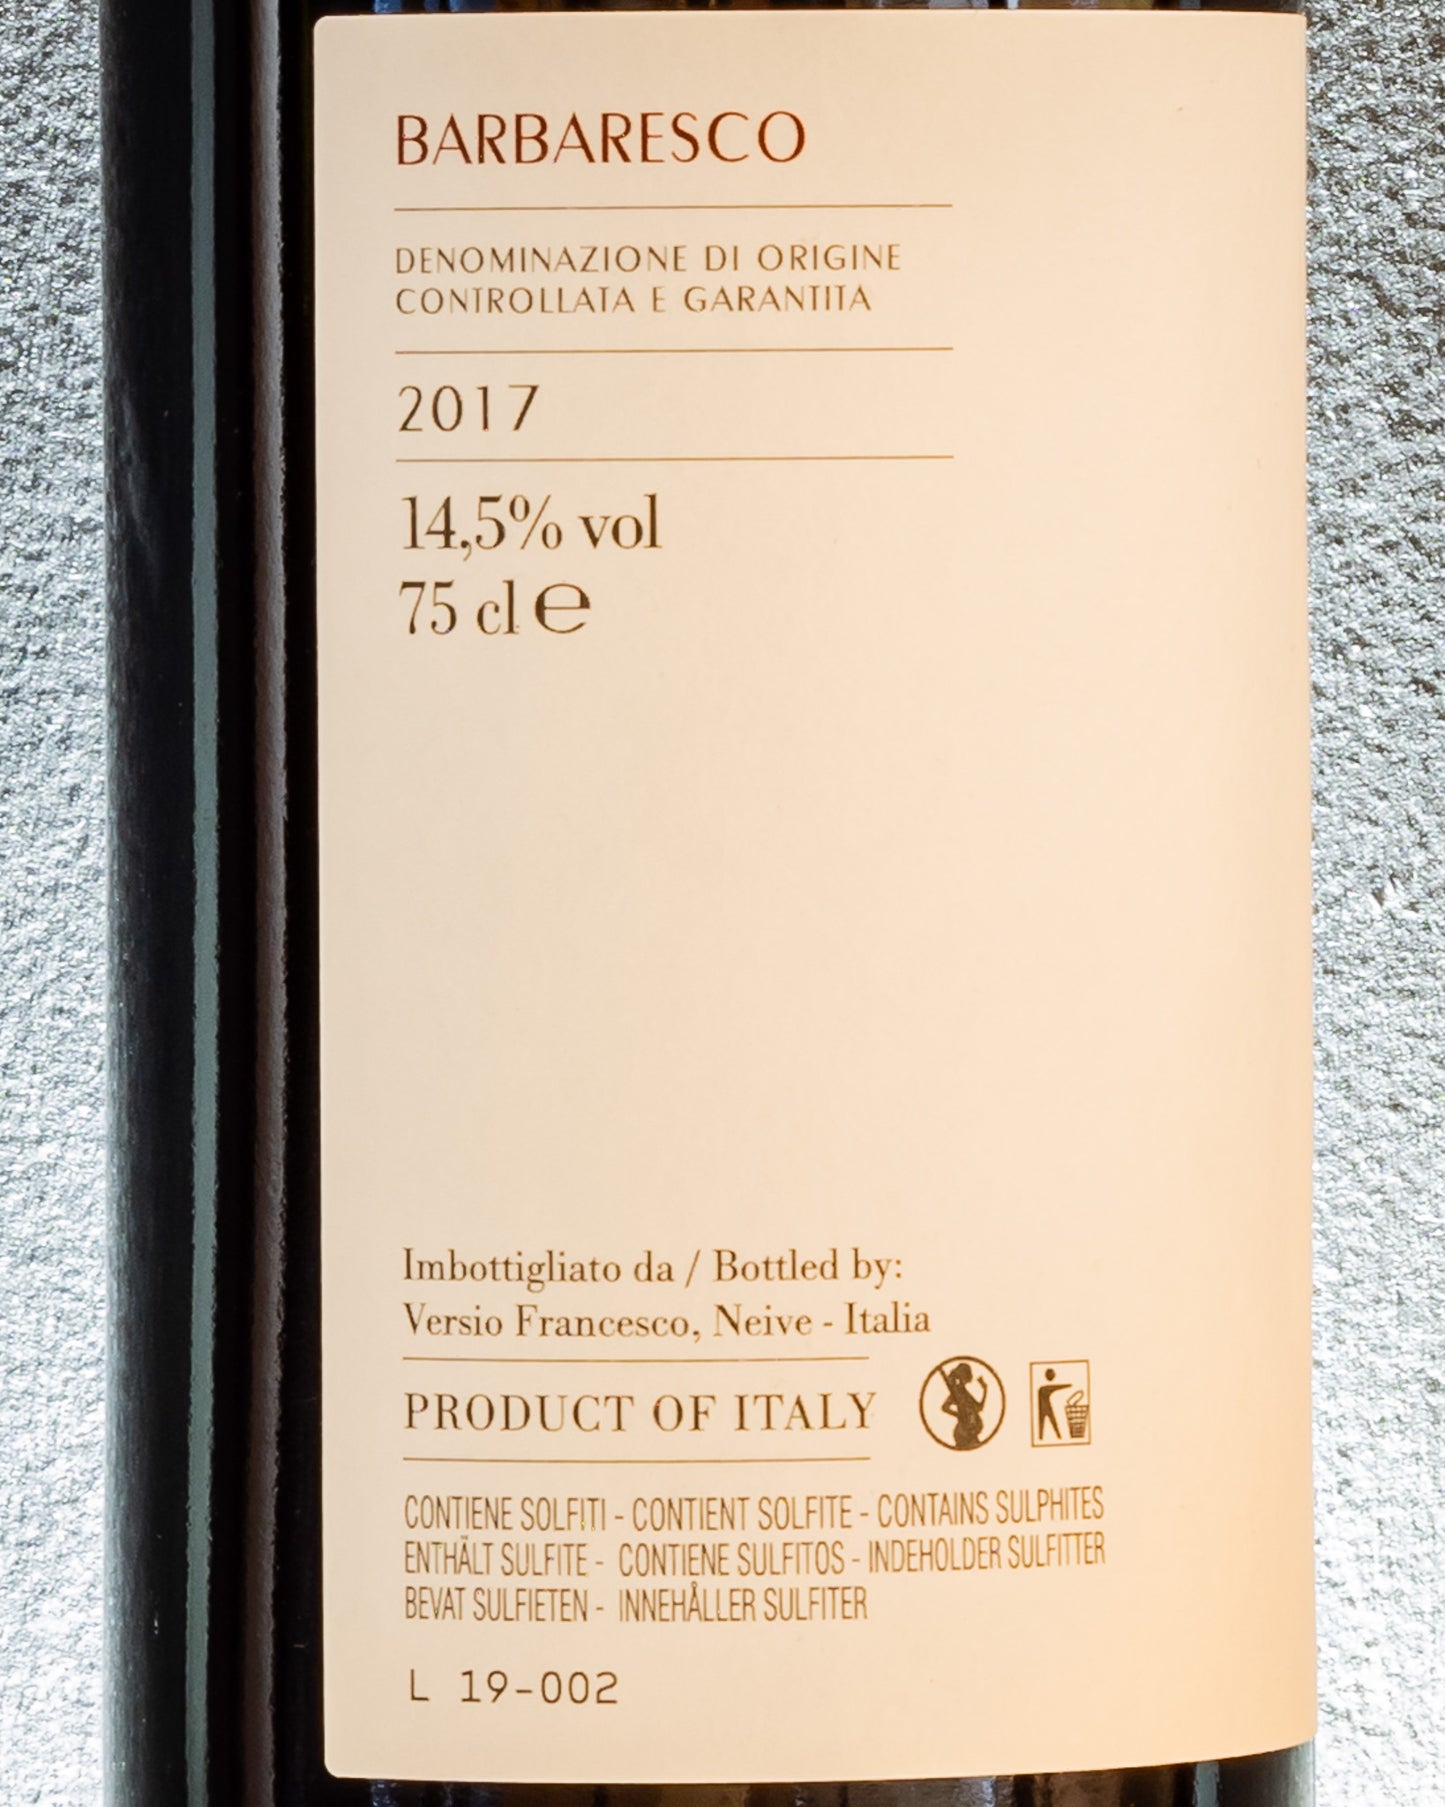 BARBARESCO
DENOMINAZIONE DI ORIGINE
CONTROLLATA E GARANTITA
2017
14,5% vol
75 cl e
Imbottigliato da / Bottled by:
Versio Francesco, Neive - Italia
PRODUCT OF ITALY
CONTIENE SOLFITI - CONTIENT SOLFITE - CONTAINS SULPHITES
ENTHÄLT SULFITE - CONTIENE SULFITOS - INDEHOLDER SULFITTER
BEVAT SULFIETEN - INNEHÅLLER SULFITER
L 19-002